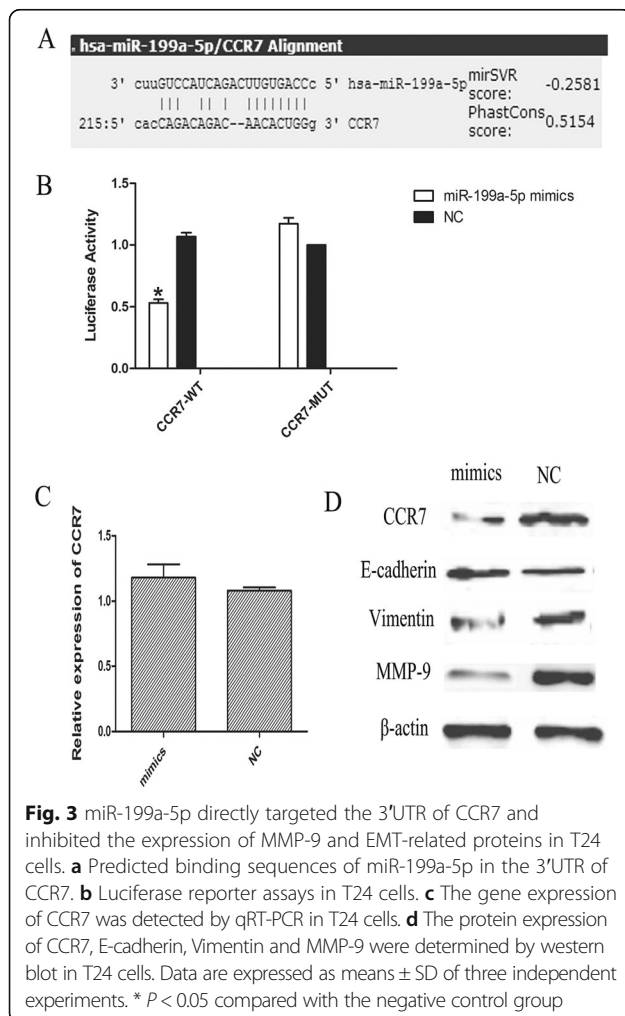 A
. hsa-miR-199a-5p/CCR7 Alignment
3' cuuGUCCAUCAGACUUGUGACCc 5' hsa-miR-199a-5p mirSVR score: -0.2581
||| || | ||||||||
215:5' cacCAGACAGAC--AACACUGGg 3' CCR7 PhastCons score: 0.5154
B
Luciferase Activity
1.5
1.0
0.5
0.0
CCR7-WT
CCR7-MUT
*
miR-199a-5p mimics
NC
C
Relative expression of CCR7
1.5
1.0
0.5
0.0
mimics
NC
D
mimics NC
CCR7
E-cadherin
Vimentin
MMP-9
β-actin
Fig. 3 miR-199a-5p directly targeted the 3′UTR of CCR7 and
inhibited the expression of MMP-9 and EMT-related proteins in T24
cells. a Predicted binding sequences of miR-199a-5p in the 3′UTR of
CCR7. b Luciferase reporter assays in T24 cells. c The gene expression
of CCR7 was detected by qRT-PCR in T24 cells. d The protein expression
of CCR7, E-cadherin, Vimentin and MMP-9 were determined by western
blot in T24 cells. Data are expressed as means ± SD of three independent
experiments. * P < 0.05 compared with the negative control group